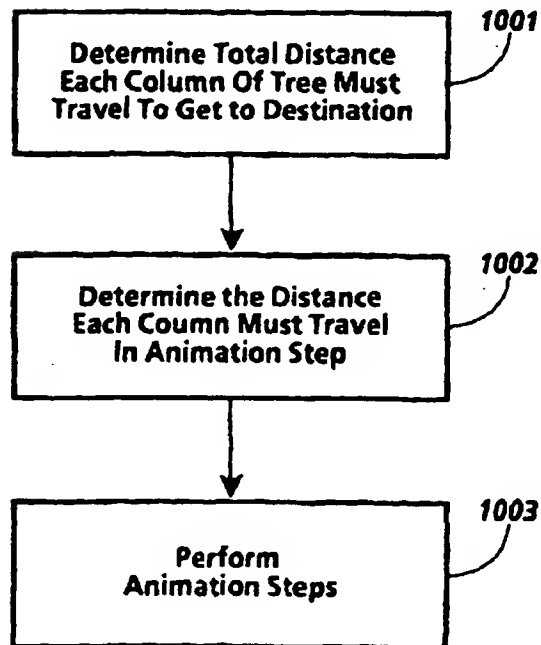 1001
Determine Total Distance
Each Column Of Tree Must
Travel To Get to Destination
1002
Determine the Distance
Each Coumn Must Travel
In Animation Step
1003
Perform
Animation Steps